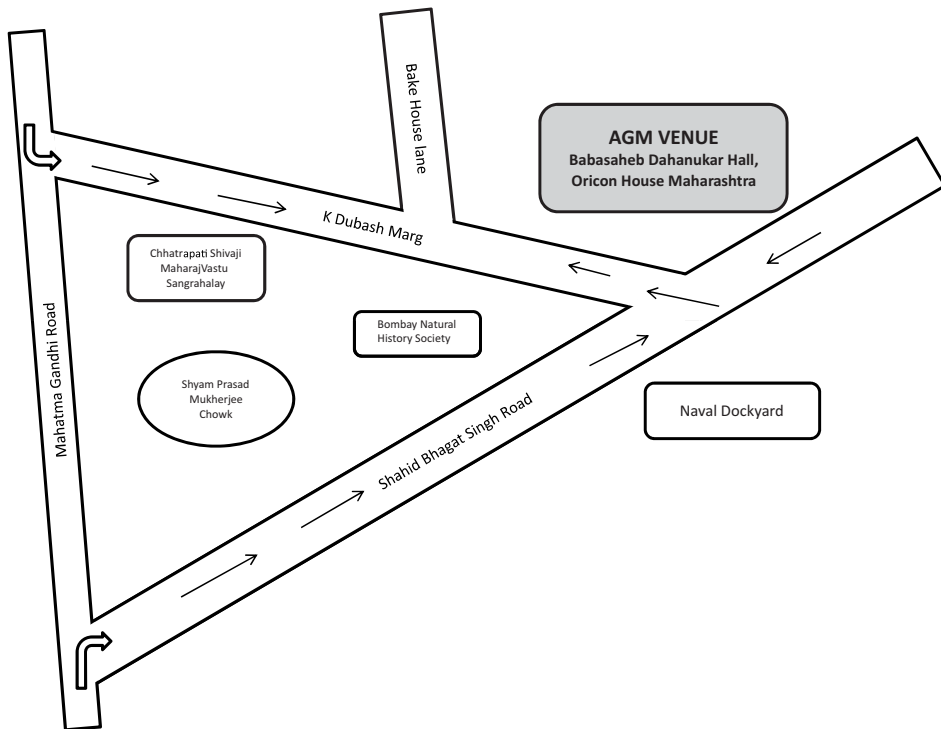 Bake House lane
AGM VENUE
Babasaheb Dahanukar Hall,
Oricon House Maharashtra
K Dubash Marg
Chhatrapati Shivaji
MaharajVastu
Sangrahalay
Bombay Natural
History Society
Mahatma Gandhi Road
Shyam Prasad
Mukherjee
Chowk
Naval Dockyard
Shahid Bhagat Singh Road